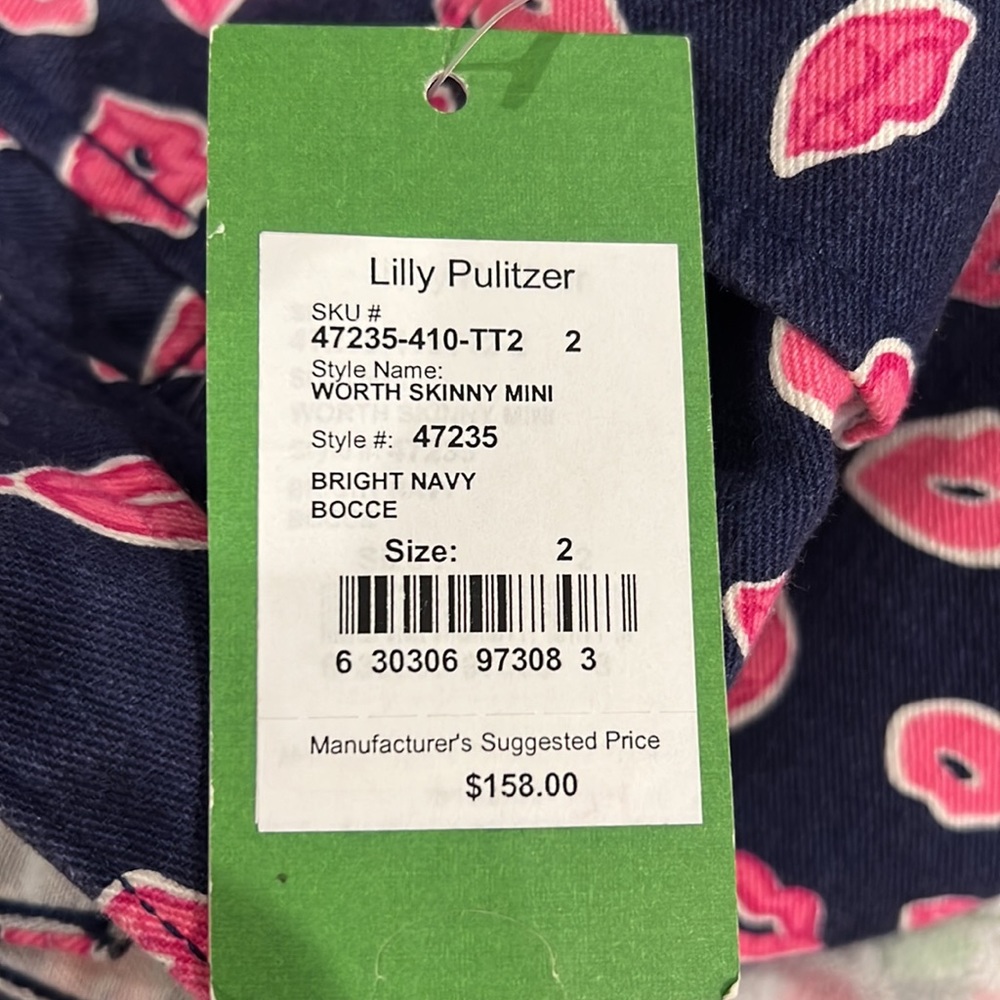 Lilly Pulitzer
SKU #
47235-410-TT2 2
Style Name:
WORTH SKINNY MINI
Style #: 47235
BRIGHT NAVY
BOCCE
Size: 2
6 30306 97308 3
Manufacturer's Suggested Price
$158.00